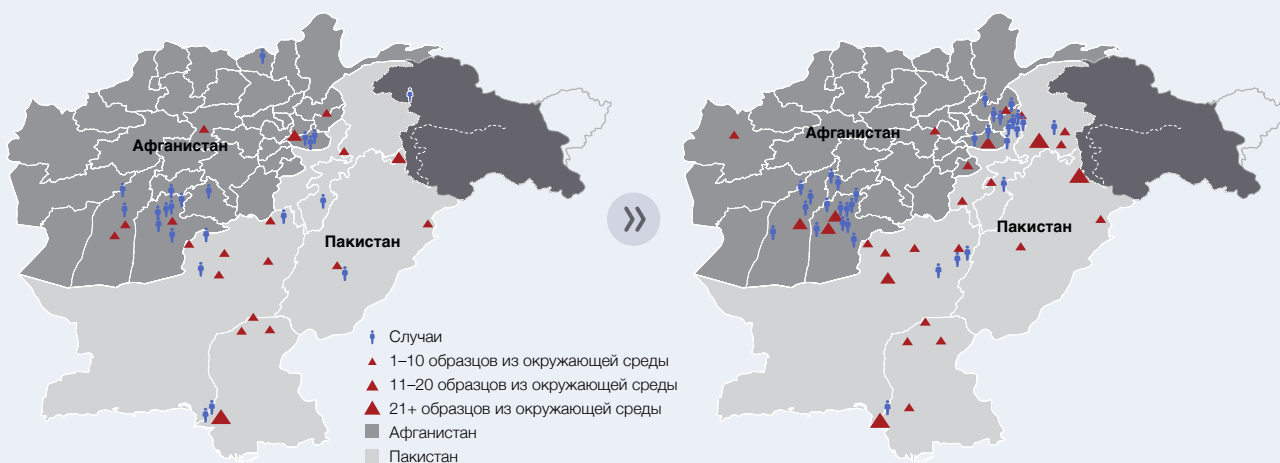 Афганистан
Пакистан
Случаи
1–10 образцов из окружающей среды
11–20 образцов из окружающей среды
21+ образцов из окружающей среды
Афганистан
Пакистан
Афганистан
Пакистан